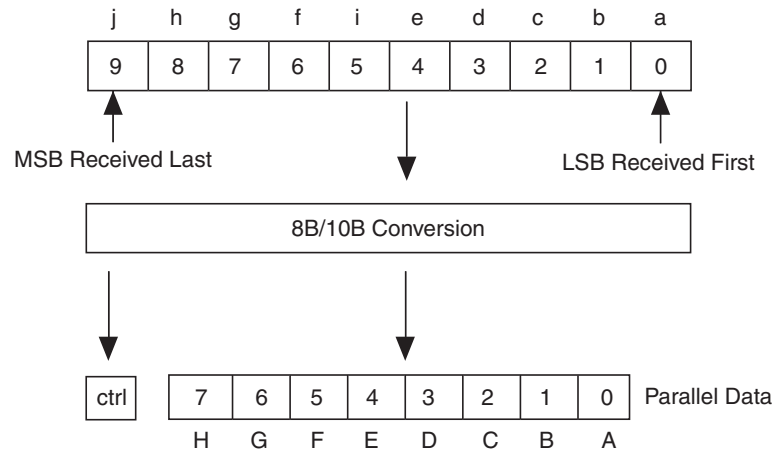 j h g f i e d c b a
9 8 7 6 5 4 3 2 1 0
MSB Received Last LSB Received First
8B/10B Conversion
ctrl 7 6 5 4 3 2 1 0 Parallel Data
H G F E D C B A